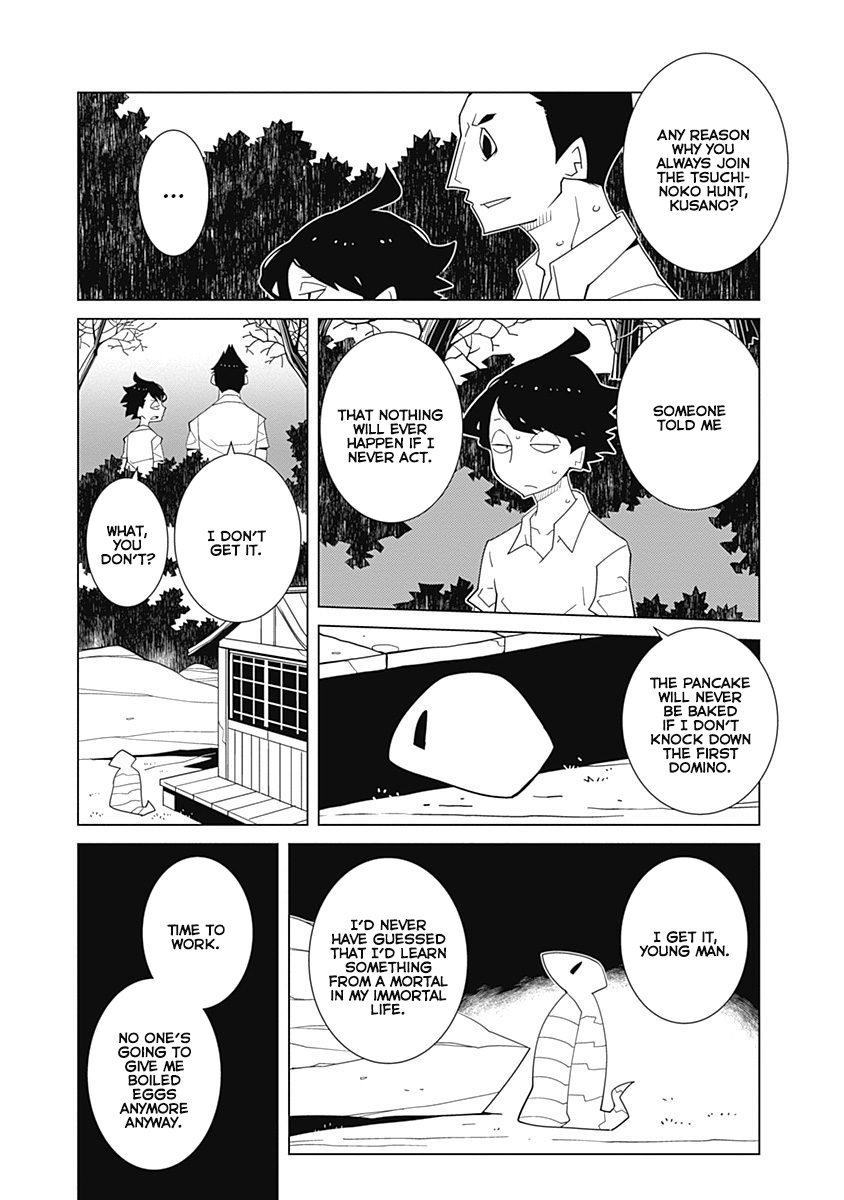 ANY REASON
WHY YOU
ALWAYS JOIN
THE TSUCHI-
NOKO HUNT,
KUSANO?
...
SOMEONE
TOLD ME
THAT NOTHING
WILL EVER
HAPPEN IF I
NEVER ACT.
I DON'T
GET IT.
WHAT,
YOU
DON'T?
THE PANCAKE
WILL NEVER
BE BAKED
IF I DON'T
KNOCK DOWN
THE FIRST
DOMINO.
I GET IT,
YOUNG MAN.
I'D NEVER
HAVE GUESSED
THAT I'D LEARN
SOMETHING
FROM A MORTAL
IN MY IMMORTAL
LIFE.
TIME TO
WORK.
NO ONE'S
GOING TO
GIVE ME
BOILED
EGGS
ANYMORE
ANYWAY.